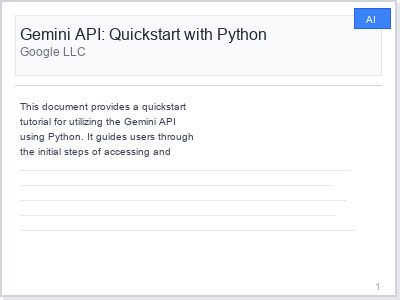 AI
Gemini API: Quickstart with Python
Google LLC
This document provides a quickstart
tutorial for utilizing the Gemini API
using Python. It guides users through
the initial steps of accessing and
1